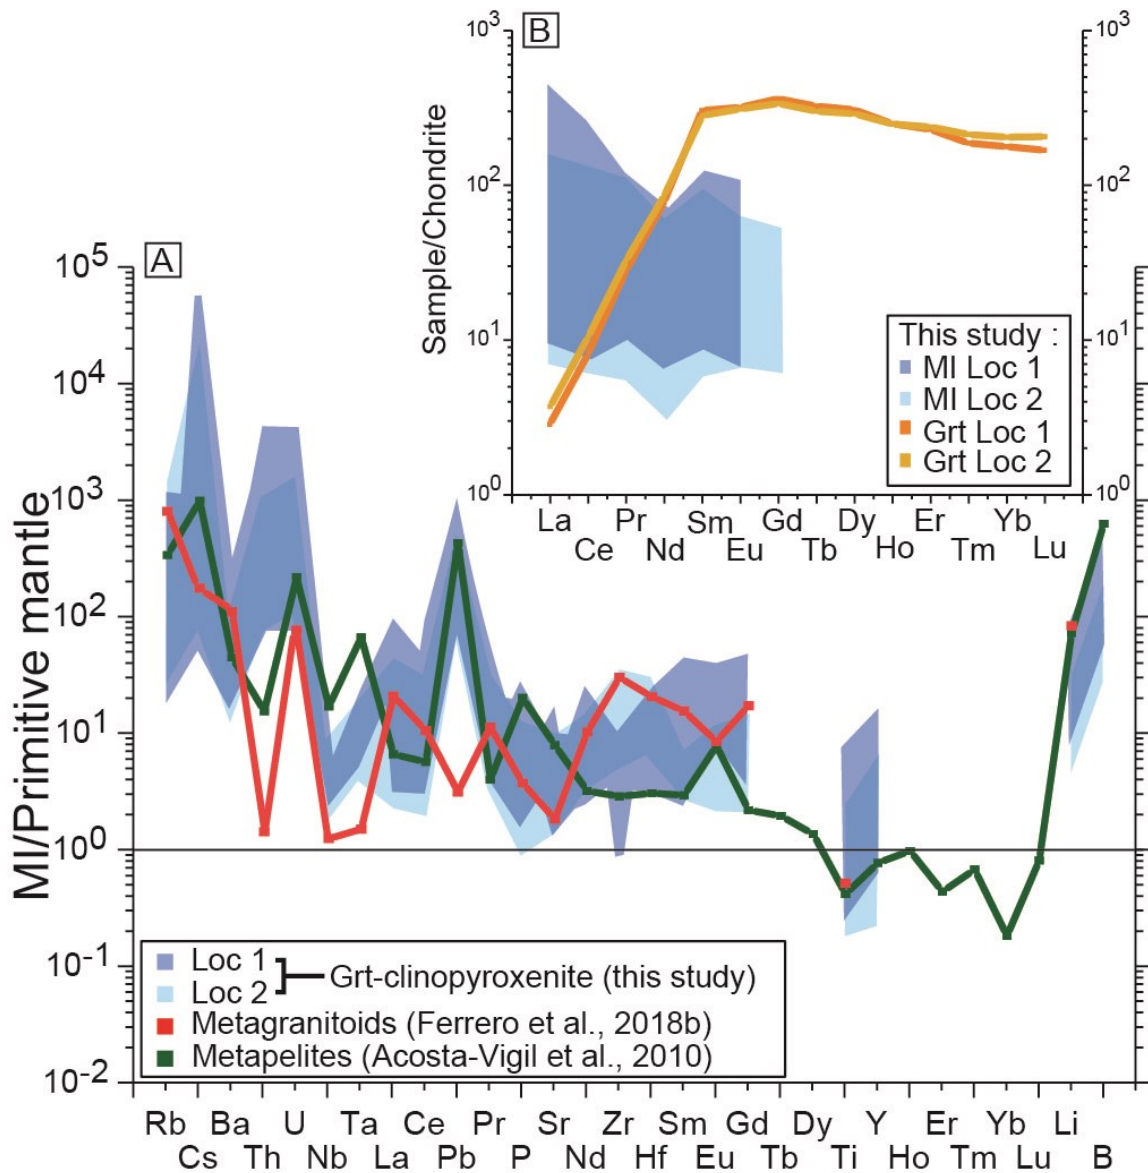 B
10³
10²
10¹
10⁰
Sample/Chondrite
10³
10²
10¹
10⁰
This study :
MI Loc 1
MI Loc 2
Grt Loc 1
Grt Loc 2
La Pr Sm Gd Dy Er Yb
Ce Nd Eu Tb Ho Tm Lu
A
10⁵
10⁴
10³
10²
10¹
10⁰
10⁻¹
10⁻²
MI/Primitive mantle
Loc 1
Loc 2
Grt-clinopyroxenite (this study)
Metagranitoids (Ferrero et al., 2018b)
Metapelites (Acosta-Vigil et al., 2010)
Rb Ba U Ta Ce Pr Sr Zr Sm Gd Dy Y Er Yb Li
Cs Th Nb La Pb P Nd Hf Eu Tb Ti Ho Tm Lu B